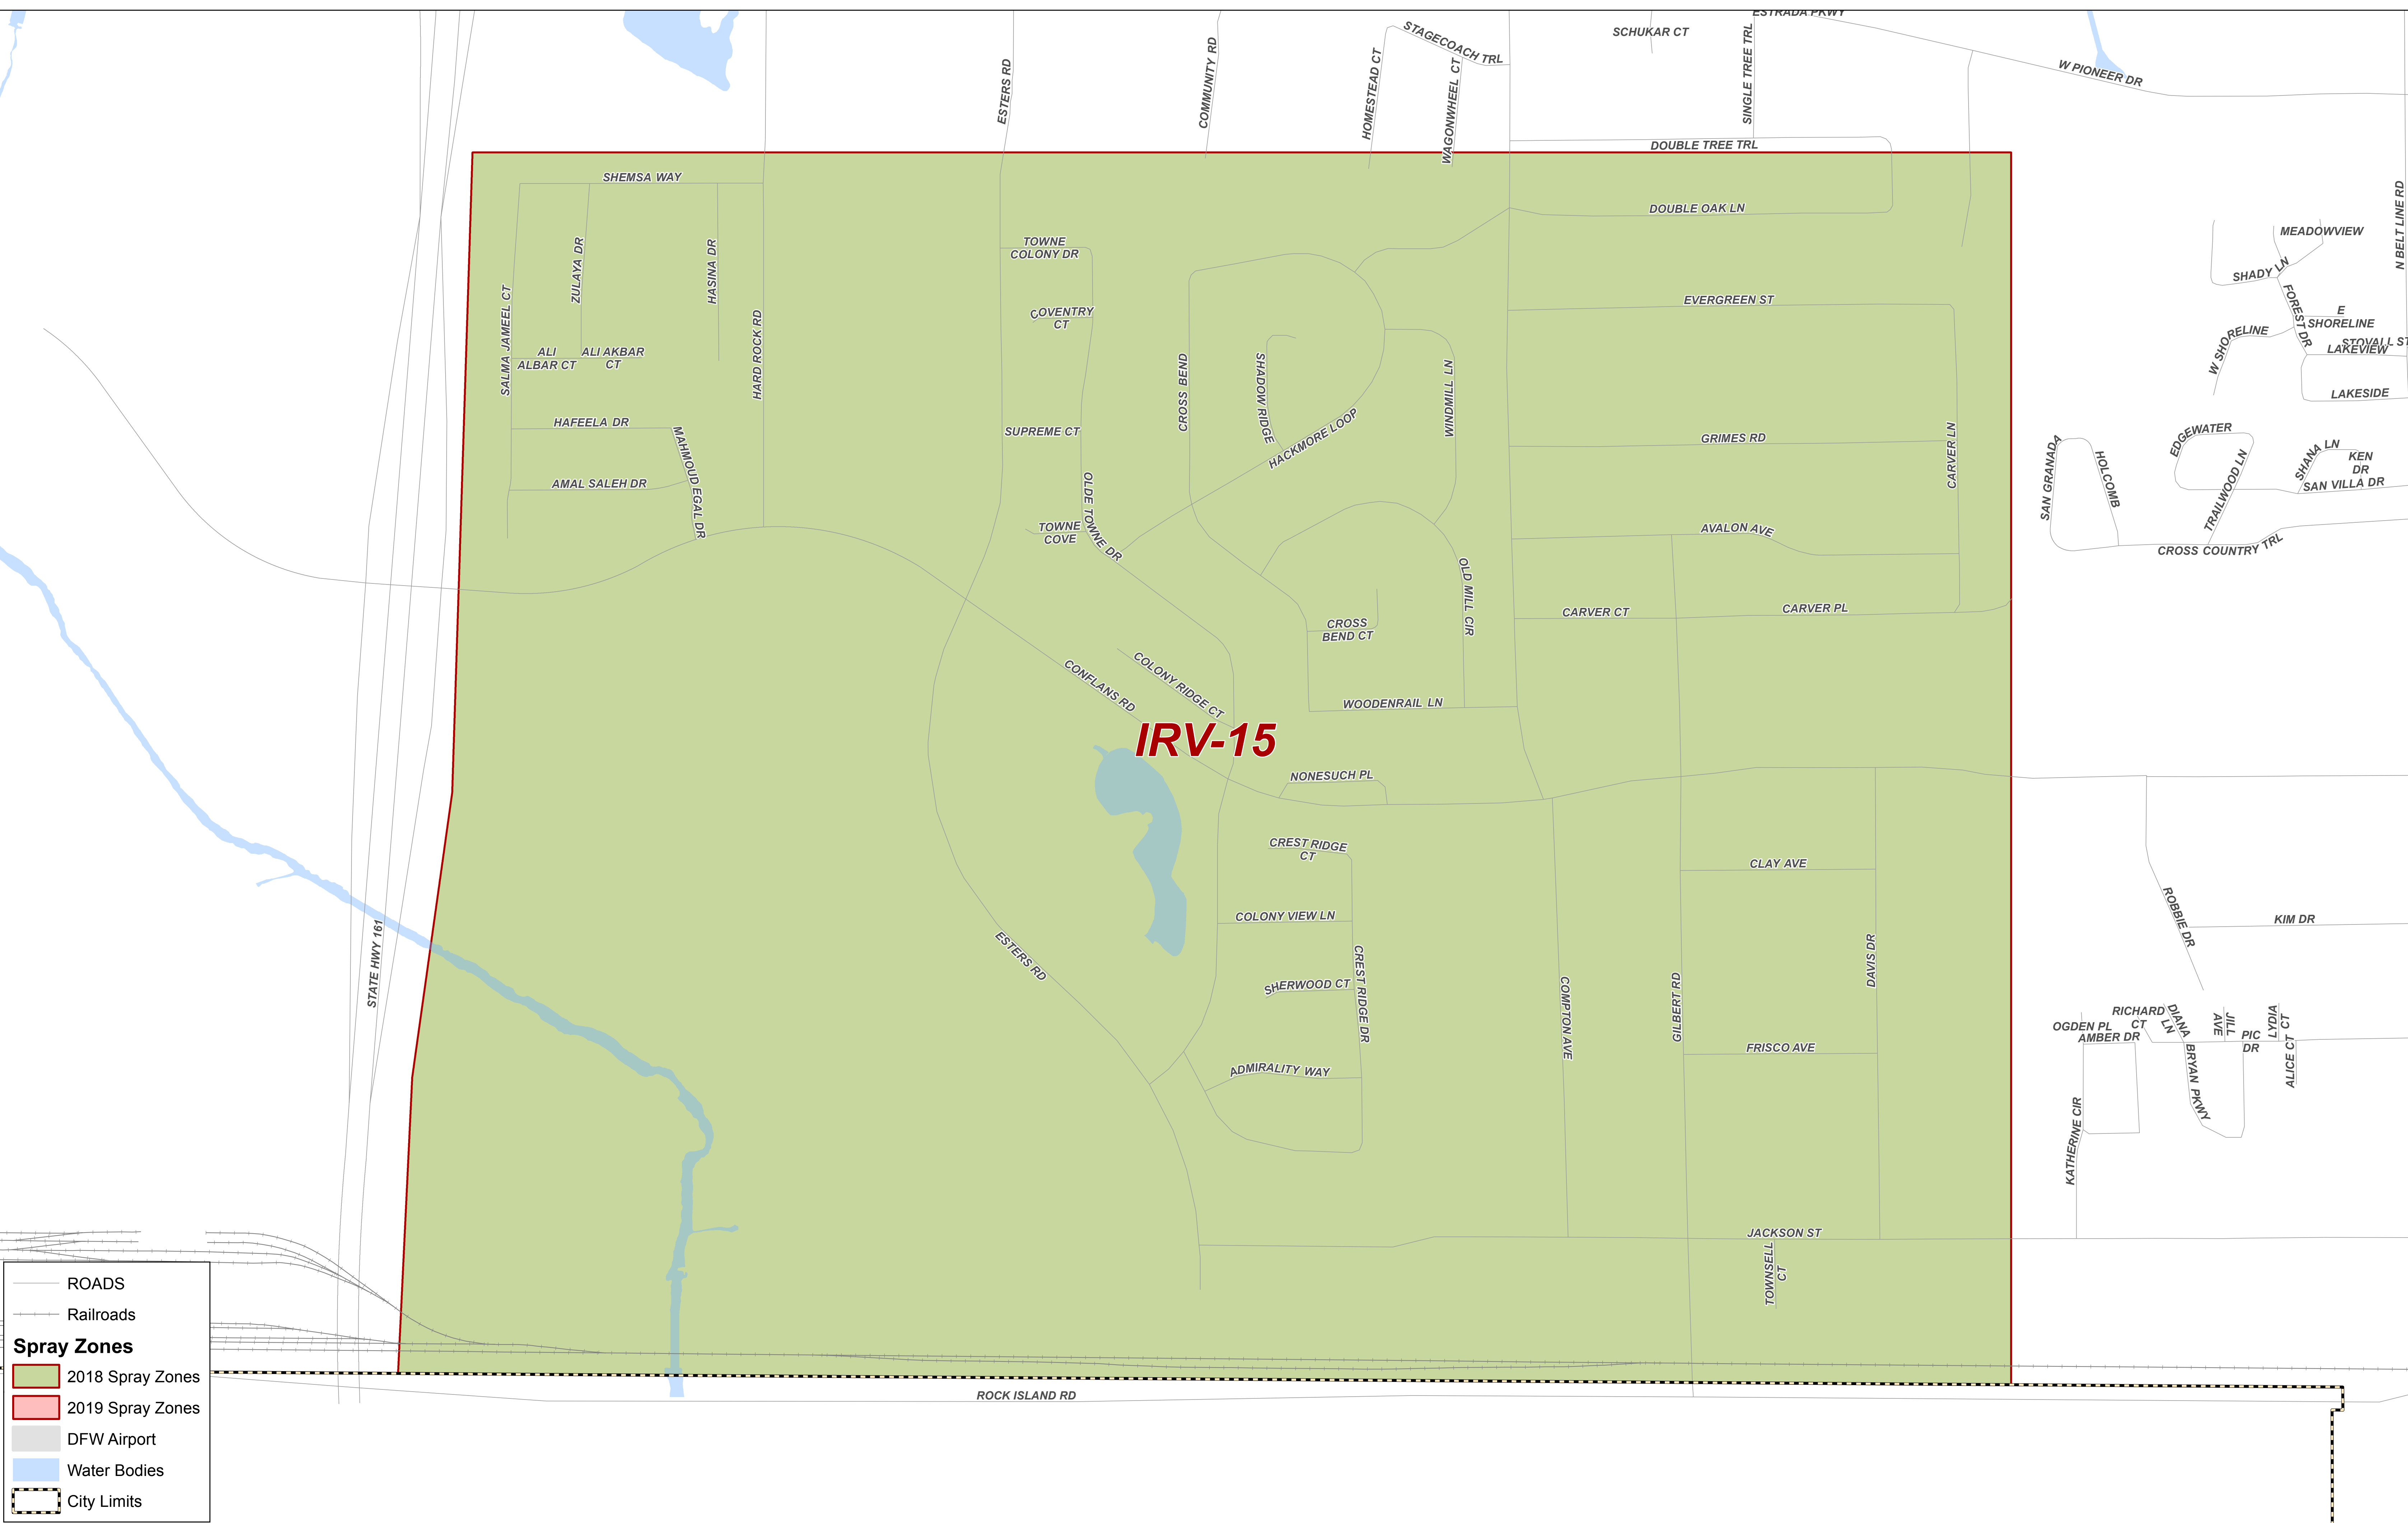 ESTRADA PKWY
SCHUKAR CT
STAGECOACH TRL
SINGLE TREE TRL
W PIONEER DR
ESTERS RD
COMMUNITY RD
HOMESTEAD CT
WAGONWHEEL CT
DOUBLE TREE TRL
SHEMSA WAY
DOUBLE OAK LN
N BELT LINE RD
MEADOWVIEW
SHADY LN
ZULAYA DR
HASINA DR
TOWNE
COLONY DR
SALMA JAMEEL CT
HARD ROCK RD
COVENTRY
CT
EVERGREEN ST
FOREST DR
E
SHORELINE
W SHORELINE
STOVALL ST
LAKEVIEW
LAKESIDE
ALI
ALBAR CT
ALI AKBAR
CT
CROSS BEND
SHADOW RIDGE
WINDMILL LN
HACKMORE LOOP
HAFEELA DR
MAHMOUD EGAL DR
AMAL SALEH DR
SUPREME CT
GRIMES RD
CARVER LN
SAN GRANADA
HOLCOMB
EDGEWATER
TRAILWOOD LN
SHANA LN
KEN
DR
SAN VILLA DR
CROSS COUNTRY TRL
OLDE TOWNE DR
TOWNE
COVE
AVALON AVE
OLD MILL CIR
CARVER CT
CARVER PL
CROSS
BEND CT
CONFLANS RD
COLONY RIDGE CT
WOODENRAIL LN
IRV-15
NONESUCH PL
CREST RIDGE
CT
CLAY AVE
COLONY VIEW LN
ROBBIE DR
KIM DR
STATE HWY 161
ESTERS RD
SHERWOOD CT
CREST RIDGE DR
COMPTON AVE
GILBERT RD
DAVIS DR
ADMIRALITY WAY
FRISCO AVE
OGDEN PL
RICHARD
CT
AMBER DR
DIANA
LN
JILL
AVE
PIC
DR
LYDIA
CT
ALICE CT
BRYAN PKWY
KATHERINE CIR
JACKSON ST
TOWNSELL
CT
ROCK ISLAND RD
ROADS
Railroads
Spray Zones
2018 Spray Zones
2019 Spray Zones
DFW Airport
Water Bodies
City Limits